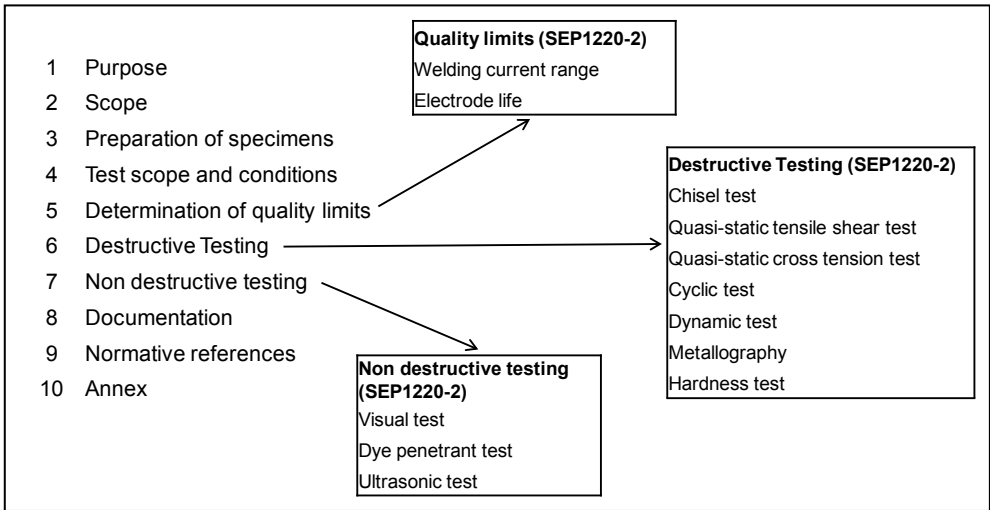 1 Purpose
2 Scope
3 Preparation of specimens
4 Test scope and conditions
5 Determination of quality limits
6 Destructive Testing
7 Non destructive testing
8 Documentation
9 Normative references
10 Annex
Quality limits (SEP1220-2)
Welding current range
Electrode life
Destructive Testing (SEP1220-2)
Chisel test
Quasi-static tensile shear test
Quasi-static cross tension test
Cyclic test
Dynamic test
Metallography
Hardness test
Non destructive testing
(SEP1220-2)
Visual test
Dye penetrant test
Ultrasonic test